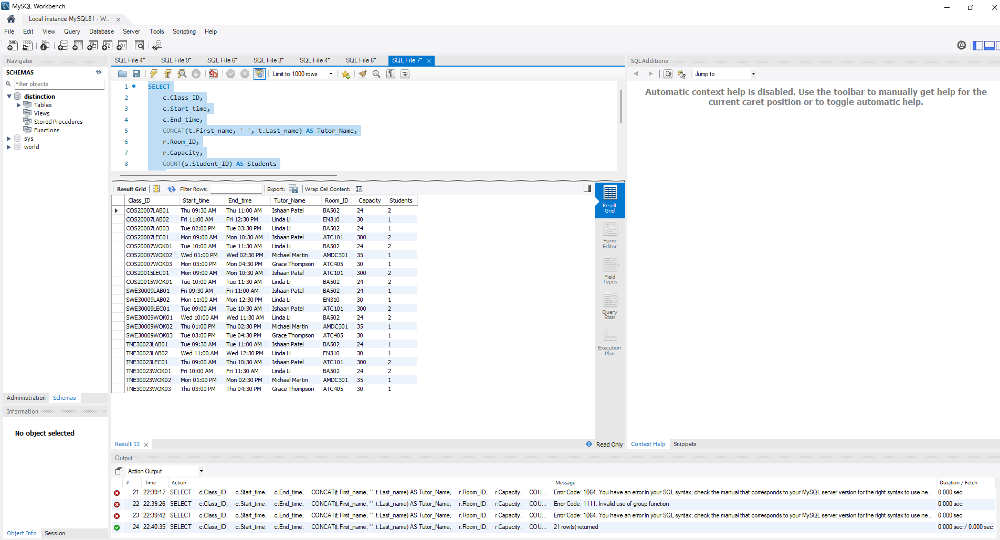 MySQL Workbench
Local instance MySQL81 - W...
File Edit View Query Database Server Tools Scripting Help
Navigator
SCHEMAS
Filter objects
distinction
Tables
Views
Stored Procedures
Functions
sys
world
Administration Schemas
Information
No object selected
Object Info Session
SQL File 4* SQL File 9* SQL File 6* SQL File 3* SQL File 4* SQL File 8* SQL File 7*
Limit to 1000 rows
1 SELECT
2 c.Class_ID,
3 c.Start_time,
4 c.End_time,
5 CONCAT(t.First_name, ' ', t.Last_name) AS Tutor_Name,
6 r.Room_ID,
7 r.Capacity,
8 COUNT(s.Student_ID) AS Students
Result Grid Filter Rows: Export: Wrap Cell Content:
Class_ID Start_time End_time Tutor_Name Room_ID Capacity Students
COS20007LAB01 Thu 09:30 AM Thu 11:00 AM Ishaan Patel BA502 24 2
COS20007LAB02 Fri 11:00 AM Fri 12:30 PM Linda Li EN310 30 1
COS20007LAB03 Tue 02:00 PM Tue 03:30 PM Linda Li BA502 24 1
COS20007LEC01 Mon 09:00 AM Mon 10:30 AM Ishaan Patel ATC101 300 2
COS20007WOK01 Tue 10:00 AM Tue 11:30 AM Linda Li BA502 24 2
COS20007WOK02 Wed 01:00 PM Wed 02:30 PM Michael Martin AMDC301 35 1
COS20007WOK03 Mon 03:00 PM Mon 04:30 PM Grace Thompson ATC405 30 1
COS20015LEC01 Mon 09:00 AM Mon 10:30 AM Ishaan Patel ATC101 300 2
COS20015WOK01 Tue 10:00 AM Tue 11:30 AM Linda Li BA502 24 2
SWE30009LAB01 Fri 09:30 AM Fri 11:00 AM Ishaan Patel BA502 24 1
SWE30009LAB02 Mon 11:00 AM Mon 12:30 PM Linda Li EN310 30 1
SWE30009LEC01 Tue 09:00 AM Tue 10:30 AM Ishaan Patel ATC101 300 2
SWE30009WOK01 Wed 10:00 AM Wed 11:30 AM Linda Li BA502 24 2
SWE30009WOK02 Thu 01:00 PM Thu 02:30 PM Michael Martin AMDC301 35 1
SWE30009WOK03 Tue 03:00 PM Tue 04:30 PM Grace Thompson ATC405 30 1
TNE30023LAB01 Tue 09:30 AM Tue 11:00 AM Ishaan Patel BA502 24 1
TNE30023LAB02 Wed 11:00 AM Wed 12:30 PM Linda Li EN310 30 1
TNE30023LEC01 Thu 09:00 AM Thu 10:30 AM Ishaan Patel ATC101 300 2
TNE30023WOK01 Fri 10:00 AM Fri 11:30 AM Linda Li BA502 24 2
TNE30023WOK02 Mon 01:00 PM Mon 02:30 PM Michael Martin AMDC301 35 1
TNE30023WOK03 Thu 03:00 PM Thu 04:30 PM Grace Thompson ATC405 30 1
Result
Grid
Form
Editor
Field
Types
Query
Stats
Execution
Plan
Result 13
Read Only
SQLAdditions
Jump to
Automatic context help is disabled. Use the toolbar to manually get help for the
current caret position or to toggle automatic help.
Context Help Snippets
Output
Action Output
# Time Action Message Duration / Fetch
21 22:39:17 SELECT c.Class_ID, c.Start_time, c.End_time, CONCAT(t.First_name, ' ', t.Last_name) AS Tutor_Name, r.Room_ID, r.Capacity, COU... Error Code: 1064. You have an error in your SQL syntax; check the manual that corresponds to your MySQL server version for the right syntax to use ne... 0.000 sec
22 22:39:26 SELECT c.Class_ID, c.Start_time, c.End_time, CONCAT(t.First_name, ' ', t.Last_name) AS Tutor_Name, r.Room_ID, r.Capacity, COU... Error Code: 1111. Invalid use of group function 0.000 sec
23 22:39:42 SELECT c.Class_ID, c.Start_time, c.End_time, CONCAT(t.First_name, ' ', t.Last_name) AS Tutor_Name, r.Room_ID, r.Capacity, COU... Error Code: 1064. You have an error in your SQL syntax; check the manual that corresponds to your MySQL server version for the right syntax to use ne... 0.000 sec
24 22:40:35 SELECT c.Class_ID, c.Start_time, c.End_time, CONCAT(t.First_name, ' ', t.Last_name) AS Tutor_Name, r.Room_ID, r.Capacity, COU... 21 row(s) returned 0.000 sec / 0.000 sec